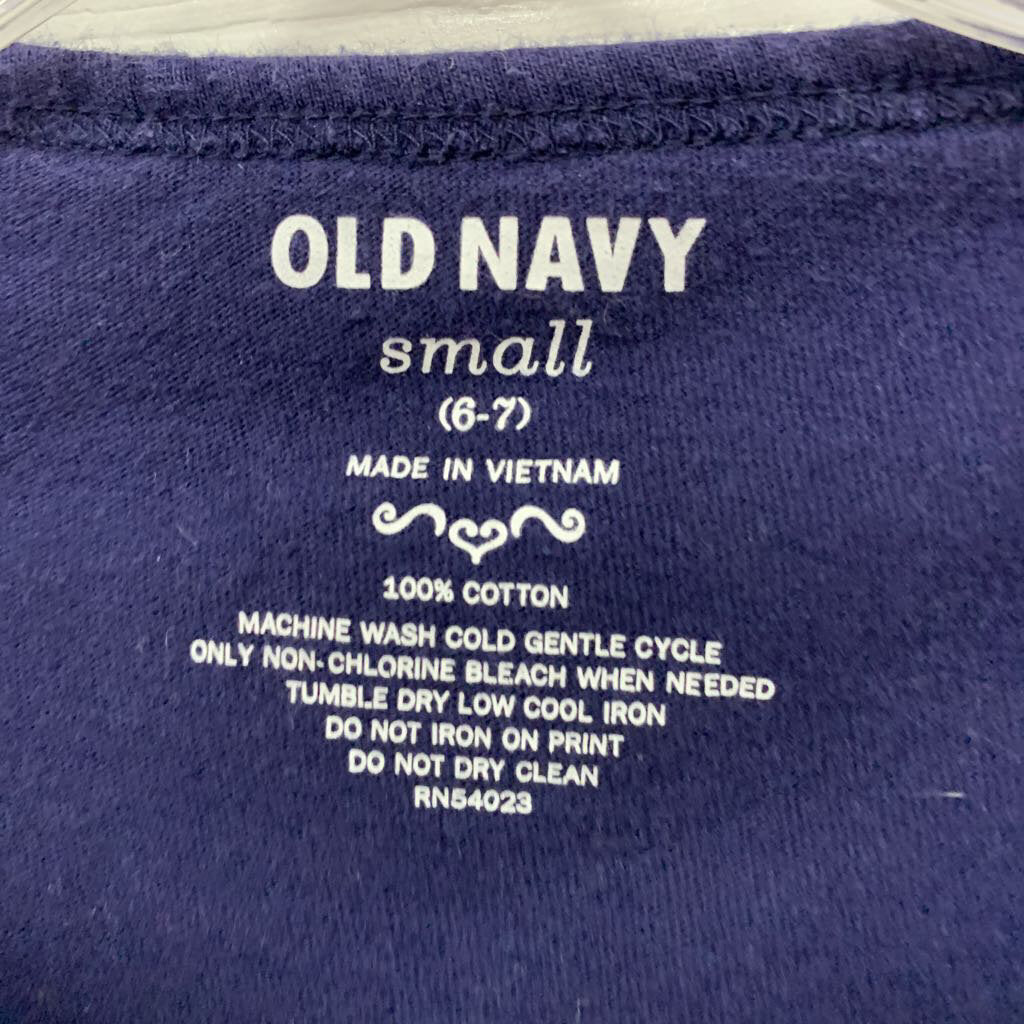 OLD NAVY
small
(6-7)
MADE IN VIETNAM
100% COTTON
MACHINE WASH COLD GENTLE CYCLE
ONLY NON-CHLORINE BLEACH WHEN NEEDED
TUMBLE DRY LOW COOL IRON
DO NOT IRON ON PRINT
DO NOT DRY CLEAN
RN54023